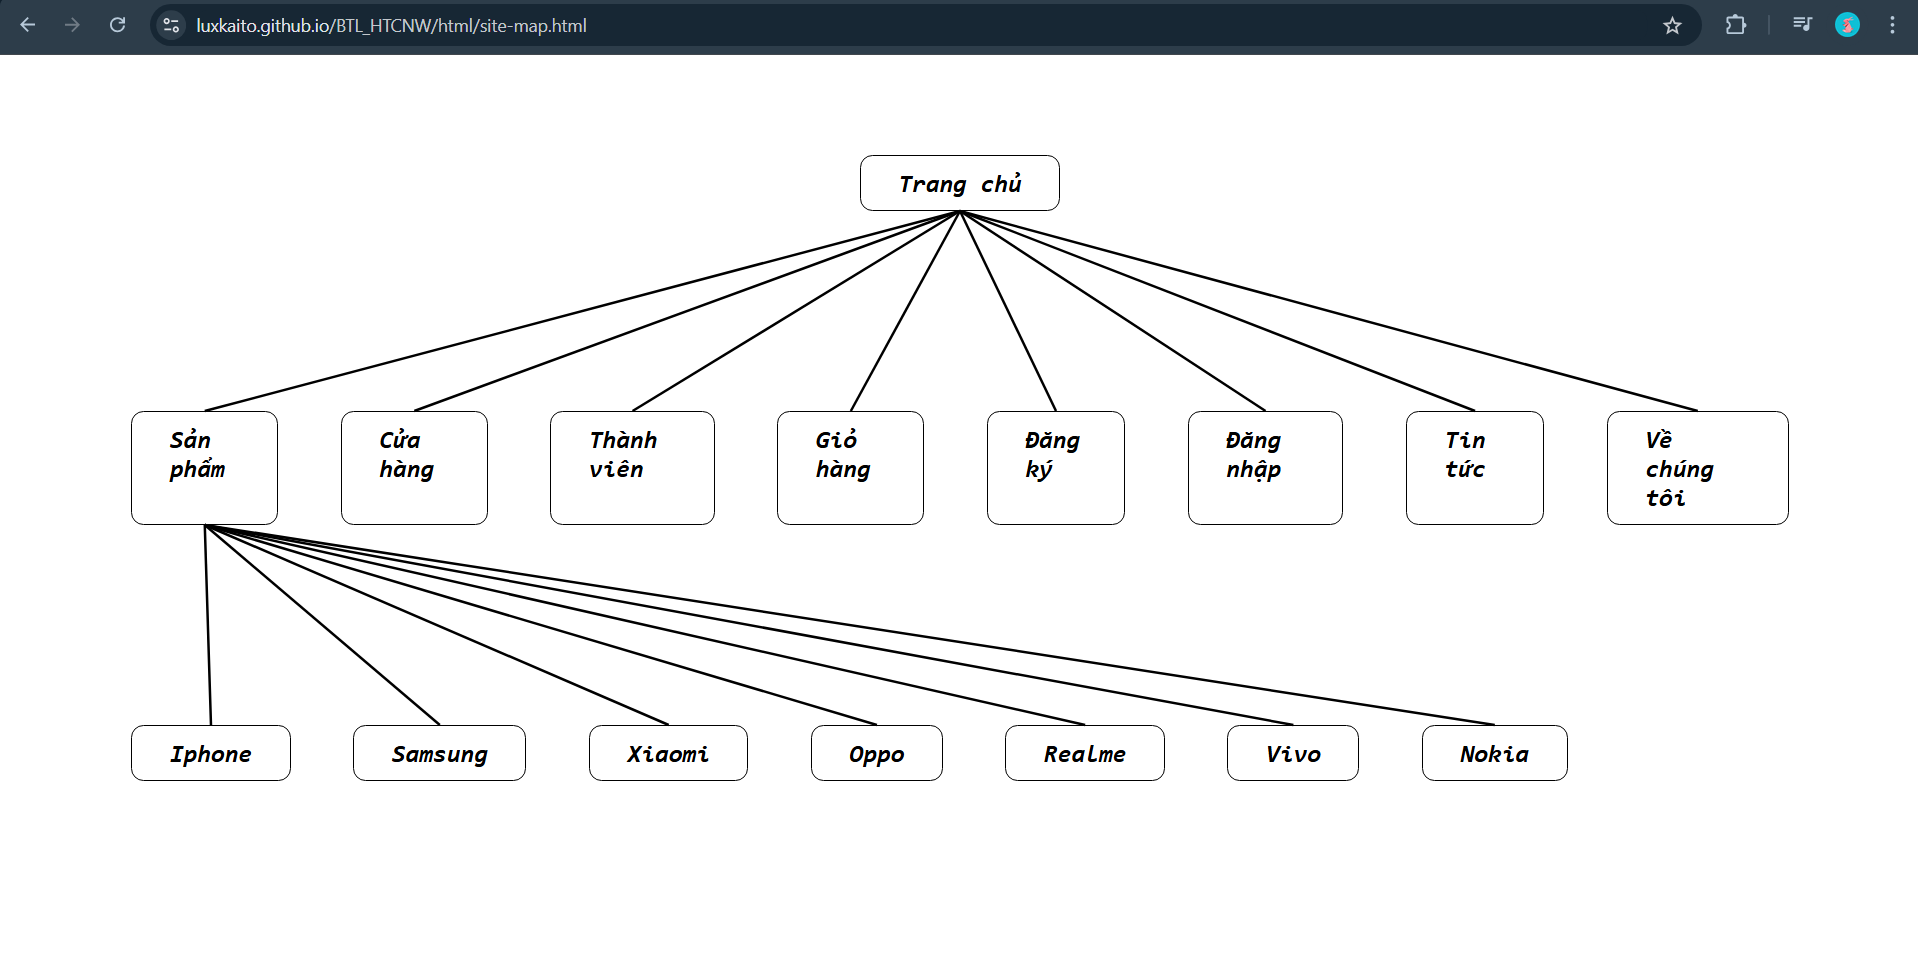 luxkaito.github.io/BTL_HTCNW/html/site-map.html
Trang chủ
Sản
phẩm
Cửa
hàng
Thành
viên
Giỏ
hàng
Đăng
ký
Đăng
nhập
Tin
tức
Về
chúng
tôi
Iphone
Samsung
Xiaomi
Oppo
Realme
Vivo
Nokia